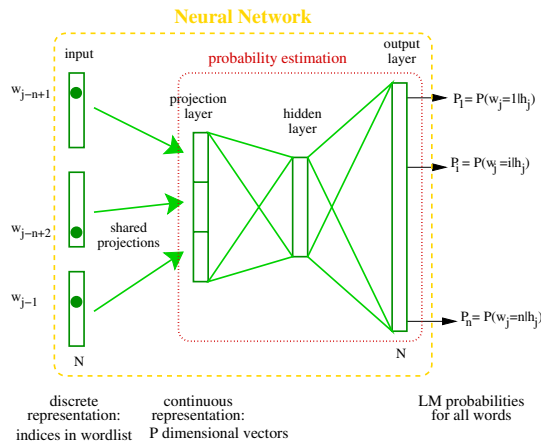 Neural Network
input
output
layer
probability estimation
projection
layer
hidden
layer
w_{j-n+1}
P_1 = P(w_j=1|h_j)
P_i = P(w_j=i|h_j)
w_{j-n+2}
shared
projections
w_{j-1}
P_n = P(w_j=n|h_j)
N
N
discrete
representation:
indices in wordlist
continuous
representation:
P dimensional vectors
LM probabilities
for all words